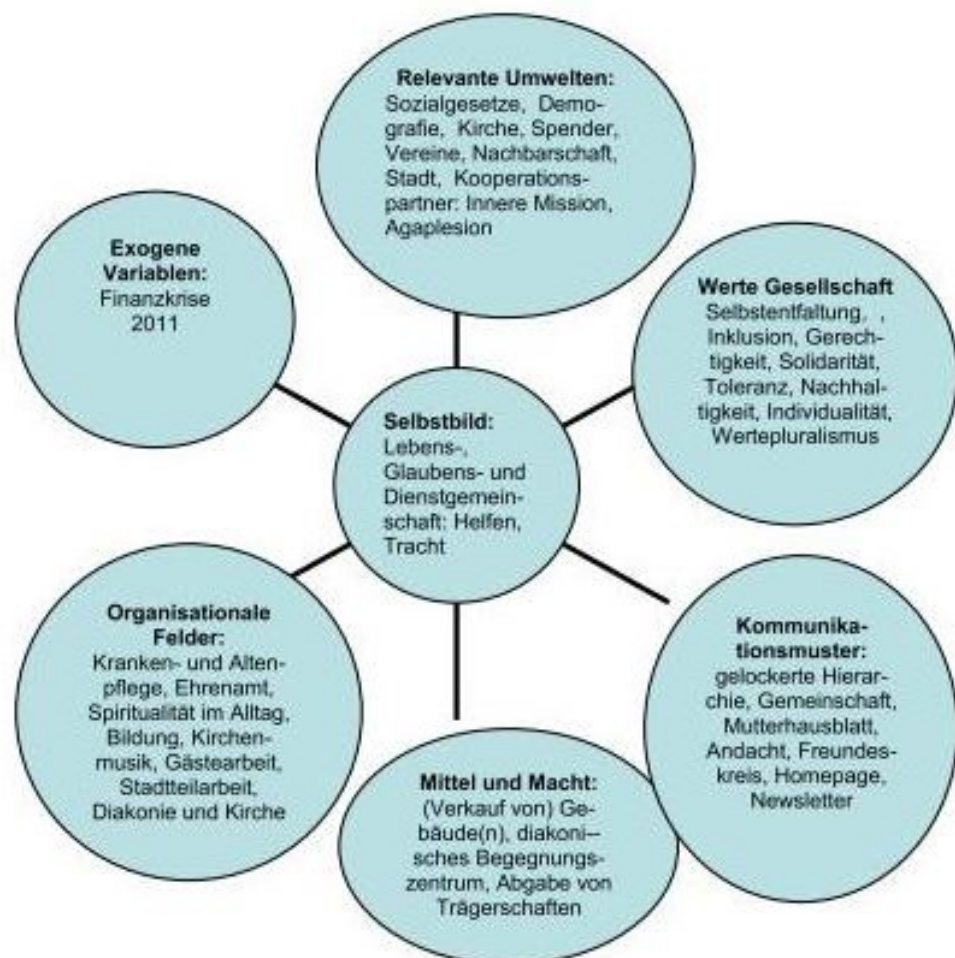 Relevante Umwelten:
Sozialgesetze, Demo-
grafie, Kirche, Spender,
Vereine, Nachbarschaft,
Stadt, Kooperations-
partner: Innere Mission,
Agaplesion
Exogene
Variablen:
Finanzkrise
2011
Werte Gesellschaft
Selbstentfaltung, ,
Inklusion, Gerech-
tigkeit, Solidarität,
Toleranz, Nachhal-
tigkeit, Individualität,
Wertepluralismus
Selbstbild:
Lebens-,
Glaubens- und
Dienstgemein-
schaft: Helfen,
Tracht
Organisationale
Felder:
Kranken- und Alten-
pflege, Ehrenamt,
Spiritualität im Alltag,
Bildung, Kirchen-
musik, Gästearbeit,
Stadtteilarbeit,
Diakonie und Kirche
Kommunika-
tionsmuster:
gelockerte Hierar-
chie, Gemeinschaft,
Mutterhausblatt,
Andacht, Freundes-
kreis, Homepage,
Newsletter
Mittel und Macht:
(Verkauf von) Ge-
bäude(n), diakoni--
sches Begegnungs-
zentrum, Abgabe von
Trägerschaften